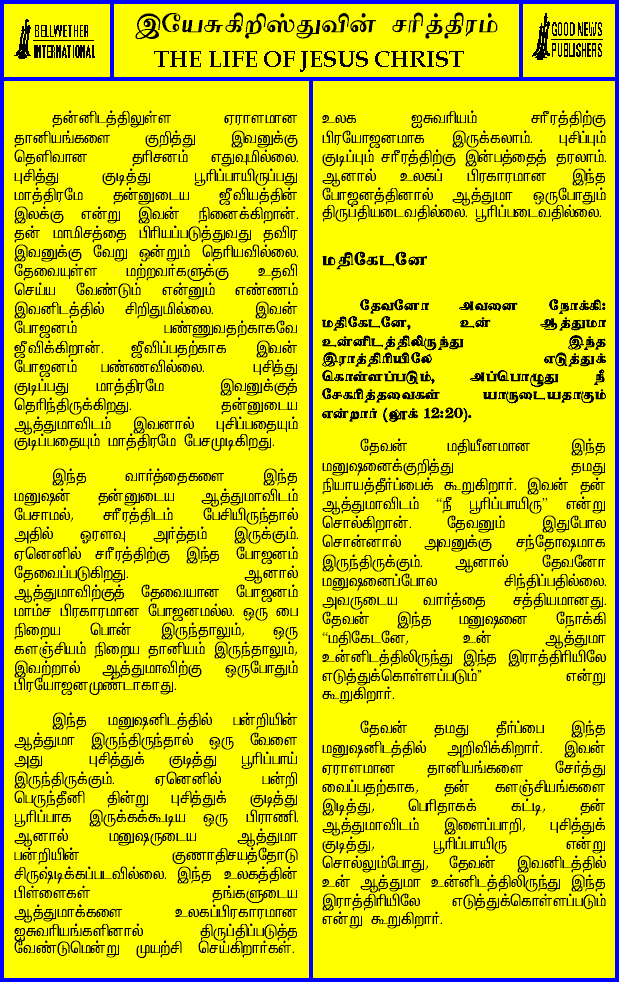 BELLWETHER
INTERNATIONAL
இயேசுகிறிஸ்துவின் சரித்திரம்
THE LIFE OF JESUS CHRIST
GOOD NEWS
PUBLISHERS
தன்னிடத்திலுள்ள ஏராளமான
தானியங்களை குறித்து இவனுக்கு
தெளிவான தரிசனம் எதுவுமில்லை.
புசித்து குடித்து பூரிப்பாயிருப்பது
மாத்திரமே தன்னுடைய ஜீவியத்தின்
இலக்கு என்று இவன் நினைக்கிறான்.
தன் மாமிசத்தை பிரியப்படுத்துவது தவிர
இவனுக்கு வேறு ஒன்றும் தெரியவில்லை.
தேவையுள்ள மற்றவர்களுக்கு உதவி
செய்ய வேண்டும் என்னும் எண்ணம்
இவனிடத்தில் சிறிதுமில்லை. இவன்
போஜனம் பண்ணுவதற்காகவே
ஜீவிக்கிறான். ஜீவிப்பதற்காக இவன்
போஜனம் பண்ணவில்லை. புசித்து
குடிப்பது மாத்திரமே இவனுக்குத்
தெரிந்திருக்கிறது. தன்னுடைய
ஆத்துமாவிடம் இவனால் புசிப்பதையும்
குடிப்பதையும் மாத்திரமே பேசமுடிகிறது.
இந்த வார்த்தைகளை இந்த
மனுஷன் தன்னுடைய ஆத்துமாவிடம்
பேசாமல், சரீரத்திடம் பேசியிருந்தால்
அதில் ஓரளவு அர்த்தம் இருக்கும்.
ஏனெனில் சரீரத்திற்கு இந்த போஜனம்
தேவைப்படுகிறது. ஆனால்
ஆத்துமாவிற்குத் தேவையான போஜனம்
மாம்ச பிரகாரமான போஜனமல்ல. ஒரு பை
நிறைய பொன் இருந்தாலும், ஒரு
களஞ்சியம் நிறைய தானியம் இருந்தாலும்,
இவற்றால் ஆத்துமாவிற்கு ஒருபோதும்
பிரயோஜனமுண்டாகாது.
இந்த மனுஷனிடத்தில் பன்றியின்
ஆத்துமா இருந்திருந்தால் ஒரு வேளை
அது புசித்துக் குடித்து பூரிப்பாய்
இருந்திருக்கும். ஏனெனில் பன்றி
பெருந்தீனி தின்று புசித்துக் குடித்து
பூரிப்பாக இருக்கக்கூடிய ஒரு பிராணி.
ஆனால் மனுஷருடைய ஆத்துமா
பன்றியின் குணாதிசயத்தோடு
சிருஷ்டிக்கப்படவில்லை. இந்த உலகத்தின்
பிள்ளைகள் தங்களுடைய
ஆத்துமாக்களை உலகப்பிரகாரமான
ஐசுவரியங்களினால் திருப்திப்படுத்த
வேண்டுமென்று முயற்சி செய்கிறார்கள்.
உலக ஐசுவரியம் சரீரத்திற்கு
பிரயோஜனமாக இருக்கலாம். புசிப்பும்
குடிப்பும் சரீரத்திற்கு இன்பத்தைத் தரலாம்.
ஆனால் உலகப் பிரகாரமான இந்த
போஜனத்தினால் ஆத்துமா ஒருபோதும்
திருப்தியடைவதில்லை. பூரிப்படைவதில்லை.
மதிகேடனே
தேவனோ அவனை நோக்கி:
மதிகேடனே, உன் ஆத்துமா
உன்னிடத்திலிருந்து இந்த
இராத்திரியிலே எடுத்துக்
கொள்ளப்படும், அப்பொழுது நீ
சேகரித்தவைகள் யாருடையதாகும்
என்றார் (லூக் 12:20).
தேவன் மதியீனமான இந்த
மனுஷனைக்குறித்து தமது
நியாயத்தீர்ப்பைக் கூறுகிறார். இவன் தன்
ஆத்துமாவிடம் “நீ பூரிப்பாயிரு” என்று
சொல்கிறான். தேவனும் இதுபோல
சொன்னால் அவனுக்கு சந்தோஷமாக
இருந்திருக்கும். ஆனால் தேவனோ
மனுஷனைப்போல சிந்திப்பதில்லை.
அவருடைய வார்த்தை சத்தியமானது.
தேவன் இந்த மனுஷனை நோக்கி
“மதிகேடனே, உன் ஆத்துமா
உன்னிடத்திலிருந்து இந்த இராத்திரியிலே
எடுத்துக்கொள்ளப்படும்” என்று
கூறுகிறார்.
தேவன் தமது தீர்ப்பை இந்த
மனுஷனிடத்தில் அறிவிக்கிறார். இவன்
ஏராளமான தானியங்களை சேர்த்து
வைப்பதற்காக, தன் களஞ்சியங்களை
இடித்து, பெரிதாகக் கட்டி, தன்
ஆத்துமாவிடம் இளைப்பாறி, புசித்துக்
குடித்து, பூரிப்பாயிரு என்று
சொல்லும்போது, தேவன் இவனிடத்தில்
உன் ஆத்துமா உன்னிடத்திலிருந்து இந்த
இராத்திரியிலே எடுத்துக்கொள்ளப்படும்
என்று கூறுகிறார்.